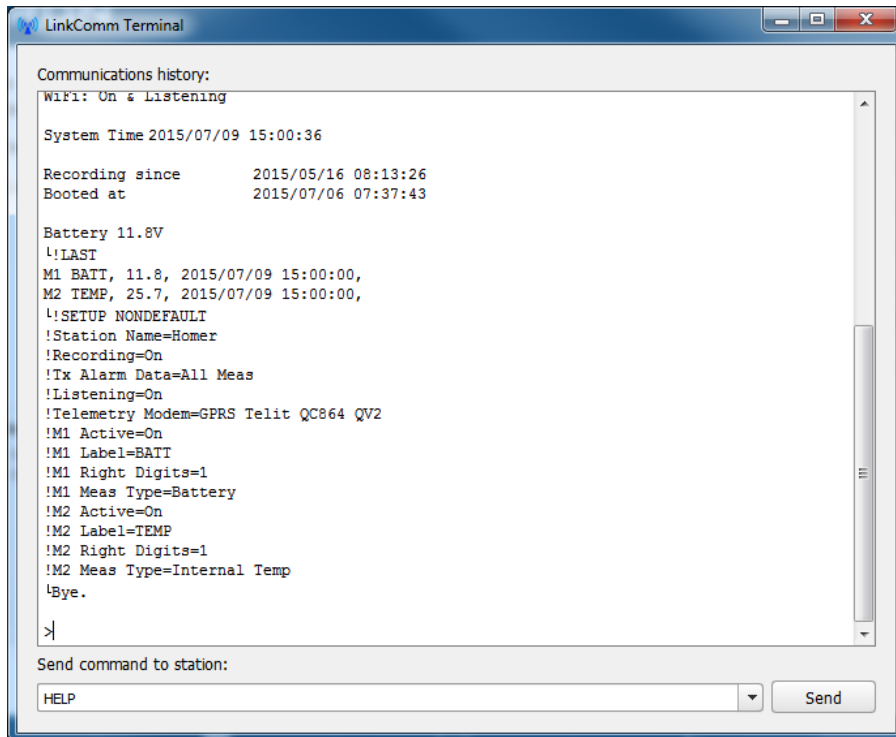 LinkComm Terminal
Communications history:
WiFi: On & Listening
System Time 2015/07/09 15:00:36
Recording since 2015/05/16 08:13:26
Booted at 2015/07/06 07:37:43
Battery 11.8V
└!LAST
M1 BATT, 11.8, 2015/07/09 15:00:00,
M2 TEMP, 25.7, 2015/07/09 15:00:00,
└!SETUP NONDEFAULT
!Station Name=Homer
!Recording=On
!Tx Alarm Data=All Meas
!Listening=On
!Telemetry Modem=GPRS Telit QC864 QV2
!M1 Active=On
!M1 Label=BATT
!M1 Right Digits=1
!M1 Meas Type=Battery
!M2 Active=On
!M2 Label=TEMP
!M2 Right Digits=1
!M2 Meas Type=Internal Temp
└Bye.
>
Send command to station:
HELP
Send